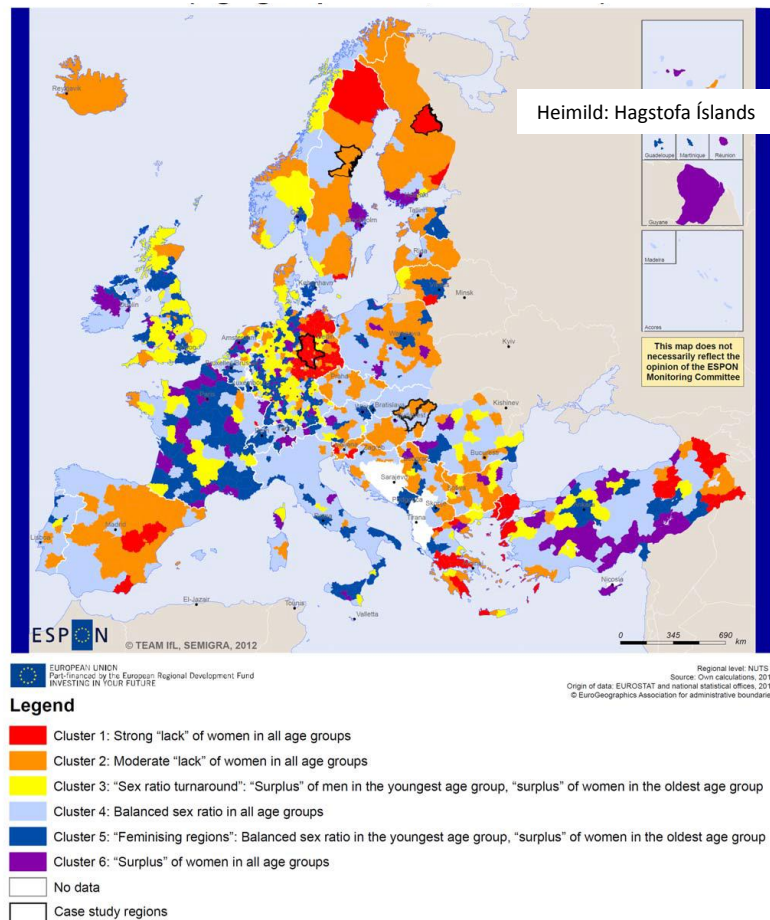 Heimild: Hagstofa Íslands
Reykjavik
Guadeloupe
Martinique
Réunion
Guyane
Madeira
Acores
This map does not
necessarily reflect the
opinion of the ESPON
Monitoring Committee
Riga
Minsk
København
Kyiv
Bratislava
Kishinev
Sarajevo
Tirana
Madrid
Lisboa
El-Jazair
Tounis
Valletta
Nicosia
ESPON
© TEAM IfL, SEMIGRA, 2012
0 345 690
km
EUROPEAN UNION
Part-financed by the European Regional Development Fund
INVESTING IN YOUR FUTURE
Regional level: NUTS
Source: Own calculations, 201
Origin of data: EUROSTAT and national statistical offices, 201
© EuroGeographics Association for administrative boundarie
Legend
Cluster 1: Strong “lack” of women in all age groups
Cluster 2: Moderate “lack” of women in all age groups
Cluster 3: “Sex ratio turnaround”: “Surplus” of men in the youngest age group, “surplus” of women in the oldest age group
Cluster 4: Balanced sex ratio in all age groups
Cluster 5: “Feminising regions”: Balanced sex ratio in the youngest age group, “surplus” of women in the oldest age group
Cluster 6: “Surplus” of women in all age groups
No data
Case study regions